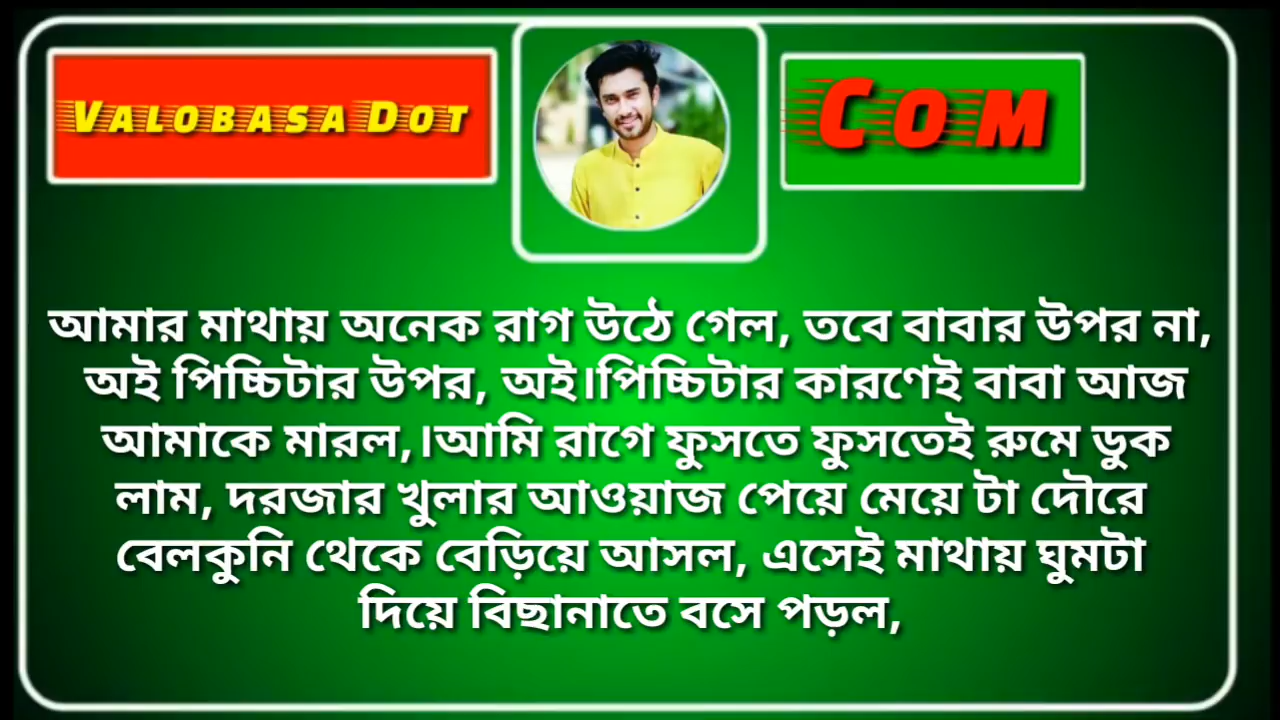 Valobasa Dot
Com
আমার মাথায় অনেক রাগ উঠে গেল, তবে বাবার উপর না,
অই পিচ্চিটার উপর, অই।পিচ্চিটার কারণেই বাবা আজ
আমাকে মারল,।আমি রাগে ফুসতে ফুসতেই রুমে ডুক
লাম, দরজার খুলার আওয়াজ পেয়ে মেয়ে টা দৌরে
বেলকুনি থেকে বেড়িয়ে আসল, এসেই মাথায় ঘুমটা
দিয়ে বিছানাতে বসে পড়ল,